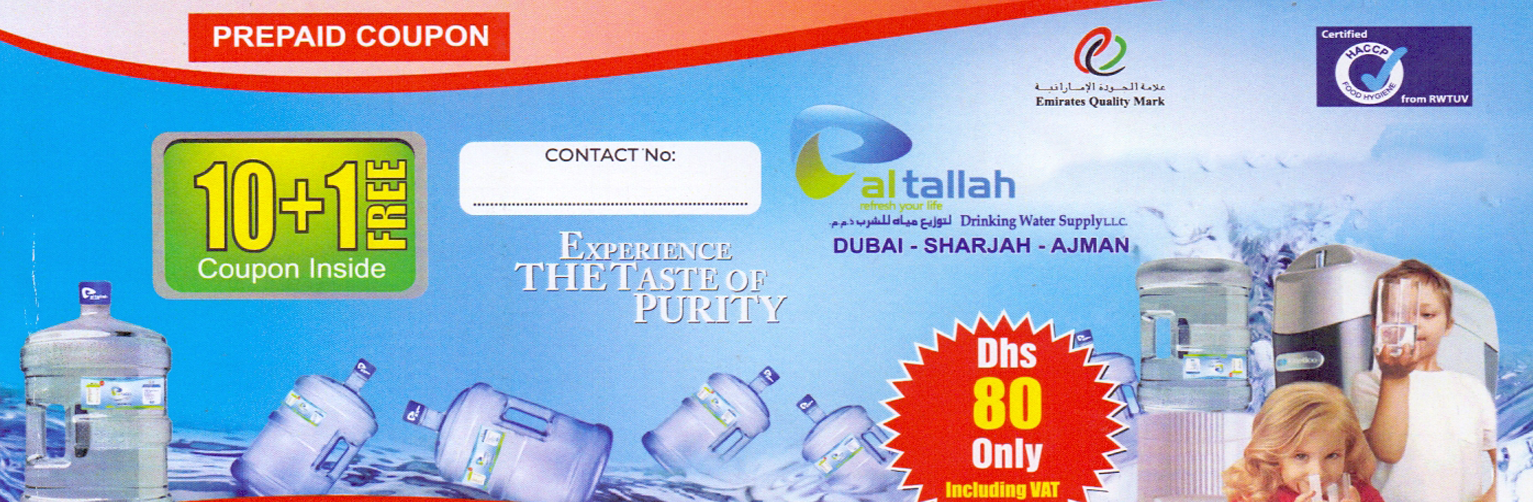 PREPAID COUPON
Certified
HACCP
FOOD HYGIENE
from RWTUV
علامة الجودة الإماراتية
Emirates Quality Mark
10+1
FREE
Coupon Inside
CONTACT No:
al tallah
refresh your life
لتوزيع مياه للشرب ذ.م.م. Drinking Water Supply L.L.C.
DUBAI - SHARJAH - AJMAN
EXPERIENCE
THE TASTE OF
PURITY
Dhs
80
Only
Including VAT